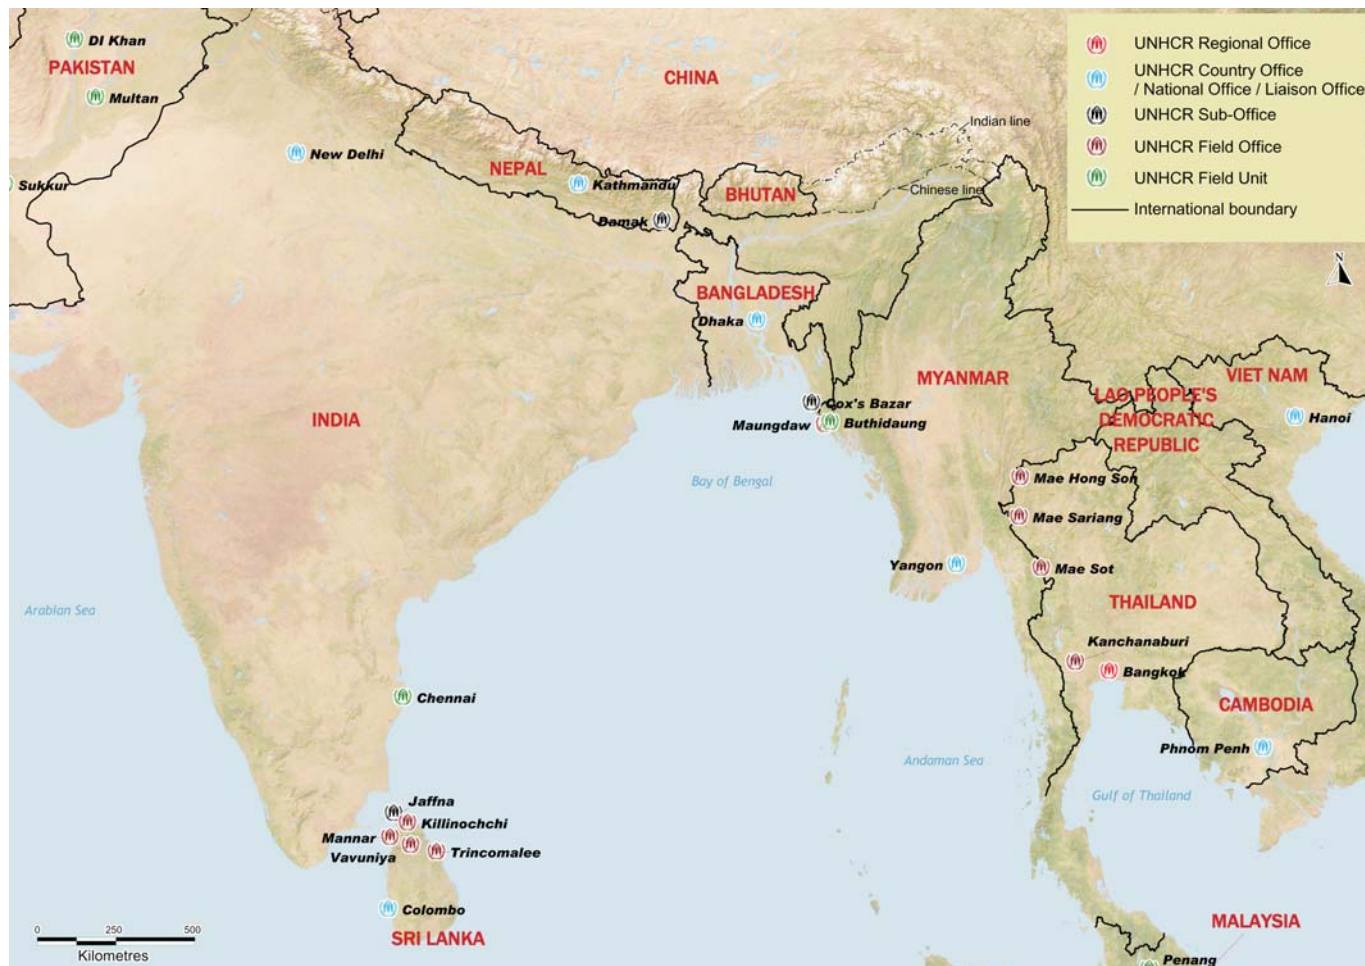 DI Khan
PAKISTAN
Multan
Sukkur
New Delhi
NEPAL
Kathmandu
Damak
CHINA
BHUTAN
Indian line
Chinese line
UNHCR Regional Office
UNHCR Country Office
/ National Office / Liaison Office
UNHCR Sub-Office
UNHCR Field Office
UNHCR Field Unit
International boundary
N
BANGLADESH
Dhaka
INDIA
MYANMAR
Cox's Bazar
Maungdaw
Buthidaung
Bay of Bengal
LAO PEOPLE'S
DEMOCRATIC
REPUBLIC
VIET NAM
Hanoi
Mae Hong Son
Mae Sariang
Yangon
Mae Sot
THAILAND
Arabian Sea
Kanchanaburi
Bangkok
Chennai
CAMBODIA
Phnom Penh
Andaman Sea
Gulf of Thailand
Jaffna
Killinochchi
Mannar
Vavuniya
Trincomalee
Colombo
SRI LANKA
MALAYSIA
Penang
0 250 500
Kilometres